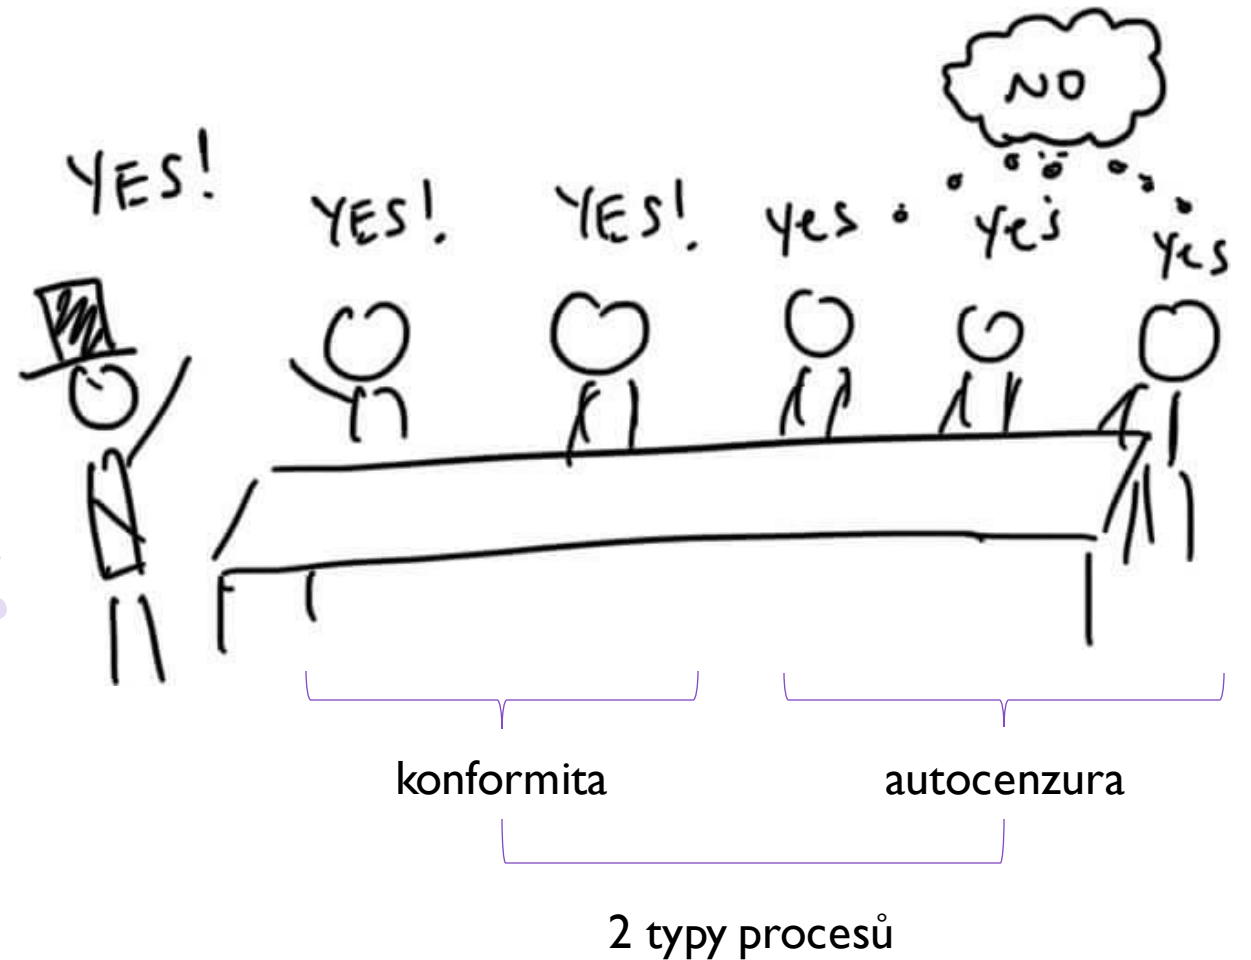 NO
YES!
YES!
YES!
yes
yes
yes
konformita
autocenzura
2 typy procesů